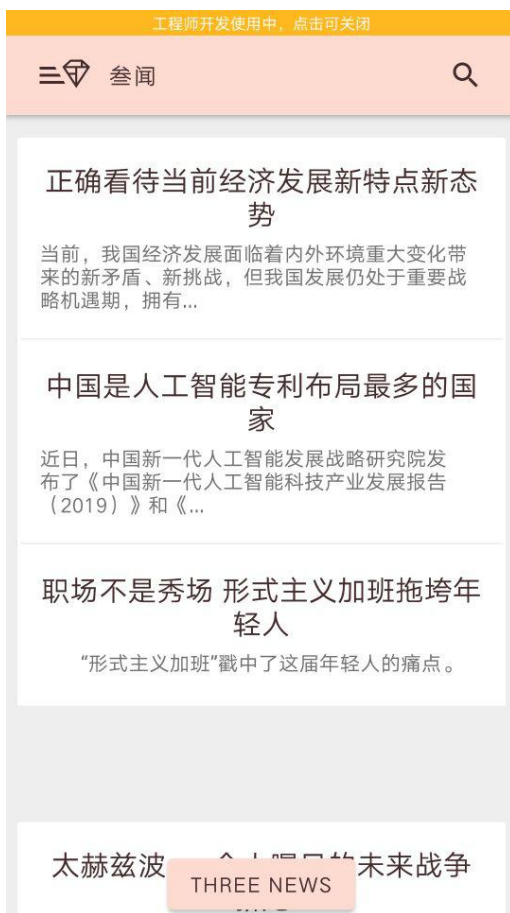 工程师开发使用中，点击可关闭
叁闻
正确看待当前经济发展新特点新态
势
当前，我国经济发展面临着内外环境重大变化带
来的新矛盾、新挑战，但我国发展仍处于重要战
略机遇期，拥有...
中国是人工智能专利布局最多的国
家
近日，中国新一代人工智能发展战略研究院发
布了《中国新一代人工智能科技产业发展报告
（2019）》和《...
职场不是秀场 形式主义加班拖垮年
轻人
“形式主义加班”戳中了这届年轻人的痛点。
太赫兹波 未来战争
THREE NEWS